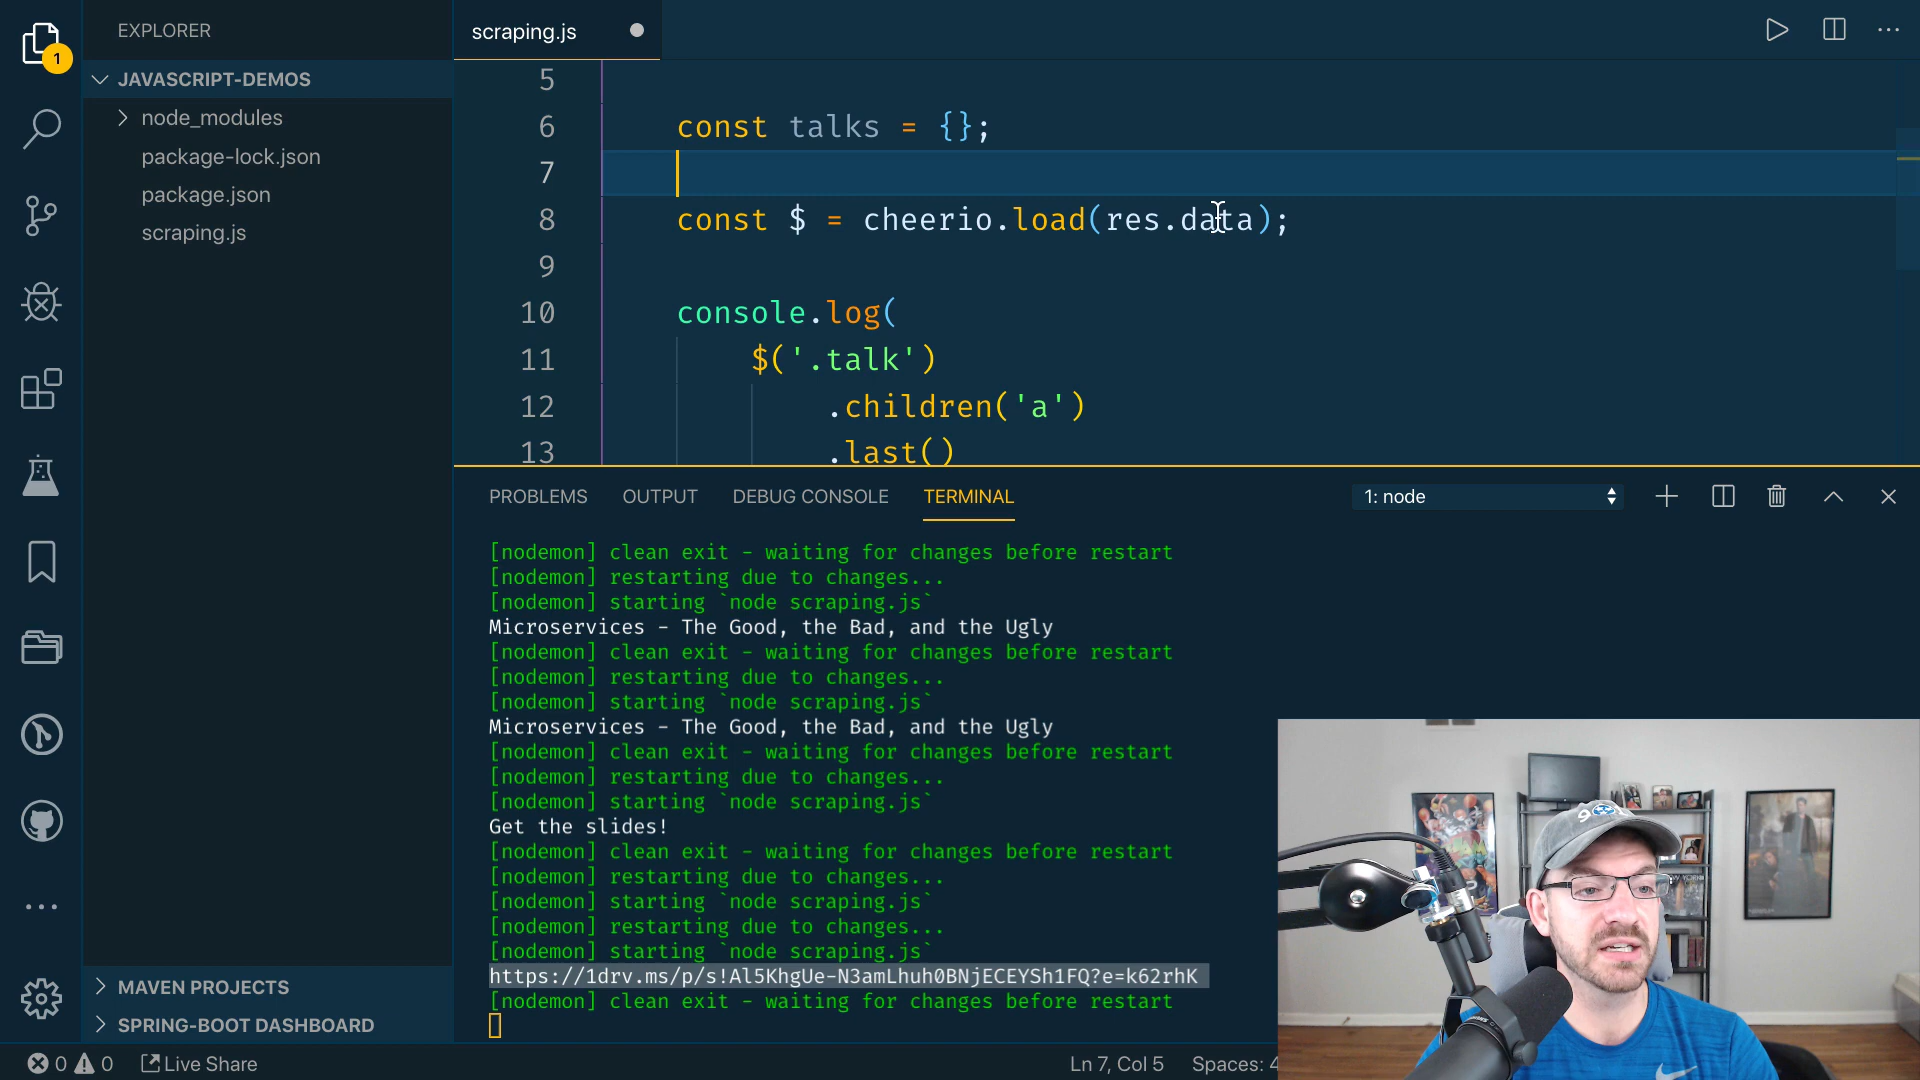 1
EXPLORER
JAVASCRIPT-DEMOS
node_modules
package-lock.json
package.json
scraping.js
MAVEN PROJECTS
SPRING-BOOT DASHBOARD
scraping.js
5
6 const talks = {};
7
8 const $ = cheerio.load(res.data);
9
10 console.log(
11 $('.talk')
12 .children('a')
13 .last()
PROBLEMS OUTPUT DEBUG CONSOLE TERMINAL 1: node
[nodemon] clean exit - waiting for changes before restart
[nodemon] restarting due to changes...
[nodemon] starting `node scraping.js`
Microservices - The Good, the Bad, and the Ugly
[nodemon] clean exit - waiting for changes before restart
[nodemon] restarting due to changes...
[nodemon] starting `node scraping.js`
Microservices - The Good, the Bad, and the Ugly
[nodemon] clean exit - waiting for changes before restart
[nodemon] restarting due to changes...
[nodemon] starting `node scraping.js`
Get the slides!
[nodemon] clean exit - waiting for changes before restart
[nodemon] restarting due to changes...
[nodemon] starting `node scraping.js`
[nodemon] restarting due to changes...
[nodemon] starting `node scraping.js`
https://1drv.ms/p/s!Al5KhgUe-N3amLhuh0BNjECEYSh1FQ?e=k62rhK
[nodemon] clean exit - waiting for changes before restart
0 0 Live Share Ln 7, Col 5 Spaces: 4